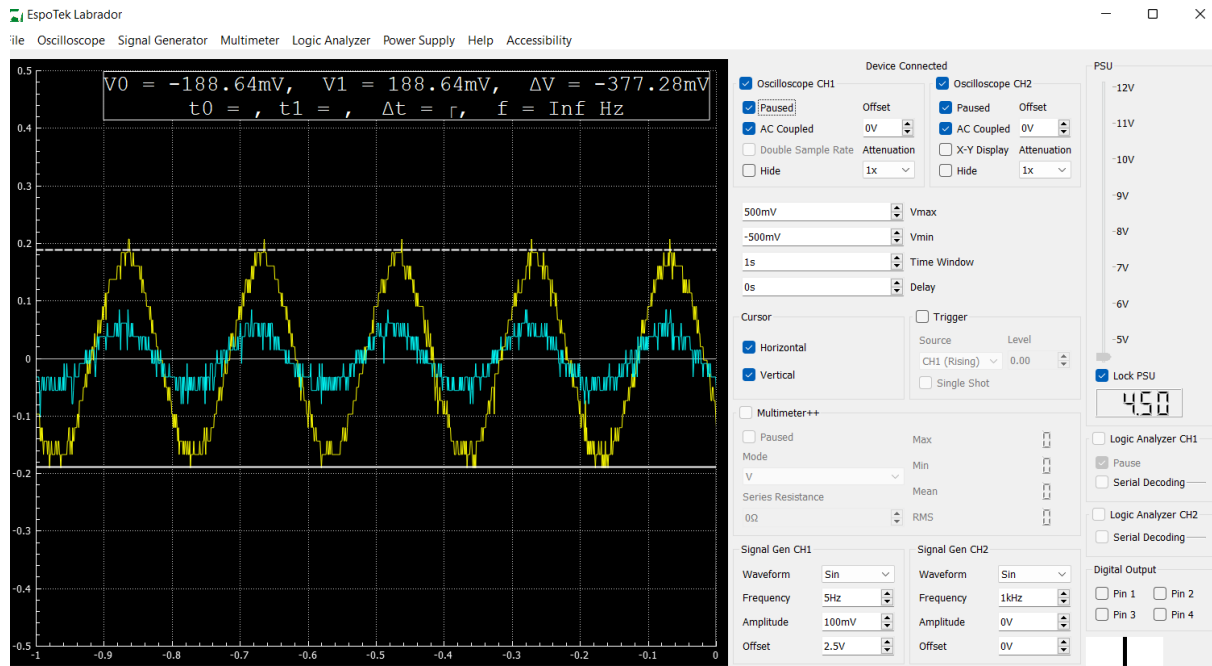 EspoTek Labrador
ile Oscilloscope Signal Generator Multimeter Logic Analyzer Power Supply Help Accessibility
V0 = -188.64mV, V1 = 188.64mV, ΔV = -377.28mV
t0 = , t1 = , Δt = , f = Inf Hz
0.5
0.4
0.3
0.2
0.1
0
-0.1
-0.2
-0.3
-0.4
-0.5
-1 -0.9 -0.8 -0.7 -0.6 -0.5 -0.4 -0.3 -0.2 -0.1 0
Device Connected
Oscilloscope CH1
Paused Offset
AC Coupled 0V
Double Sample Rate Attenuation
Hide 1x
Oscilloscope CH2
Paused Offset
AC Coupled 0V
X-Y Display Attenuation
Hide 1x
500mV Vmax
-500mV Vmin
1s Time Window
0s Delay
Cursor
Horizontal
Vertical
Trigger
Source Level
CH1 (Rising) 0.00
Single Shot
Multimeter++
Paused
Mode
V
Series Resistance
0Ω
Max 0
Min 0
Mean 0
RMS 0
Signal Gen CH1
Waveform Sin
Frequency 5Hz
Amplitude 100mV
Offset 2.5V
Signal Gen CH2
Waveform Sin
Frequency 1kHz
Amplitude 0V
Offset 0V
PSU
12V
11V
10V
9V
8V
7V
6V
5V
Lock PSU
4.50
Logic Analyzer CH1
Pause
Serial Decoding
Logic Analyzer CH2
Serial Decoding
Digital Output
Pin 1 Pin 2
Pin 3 Pin 4